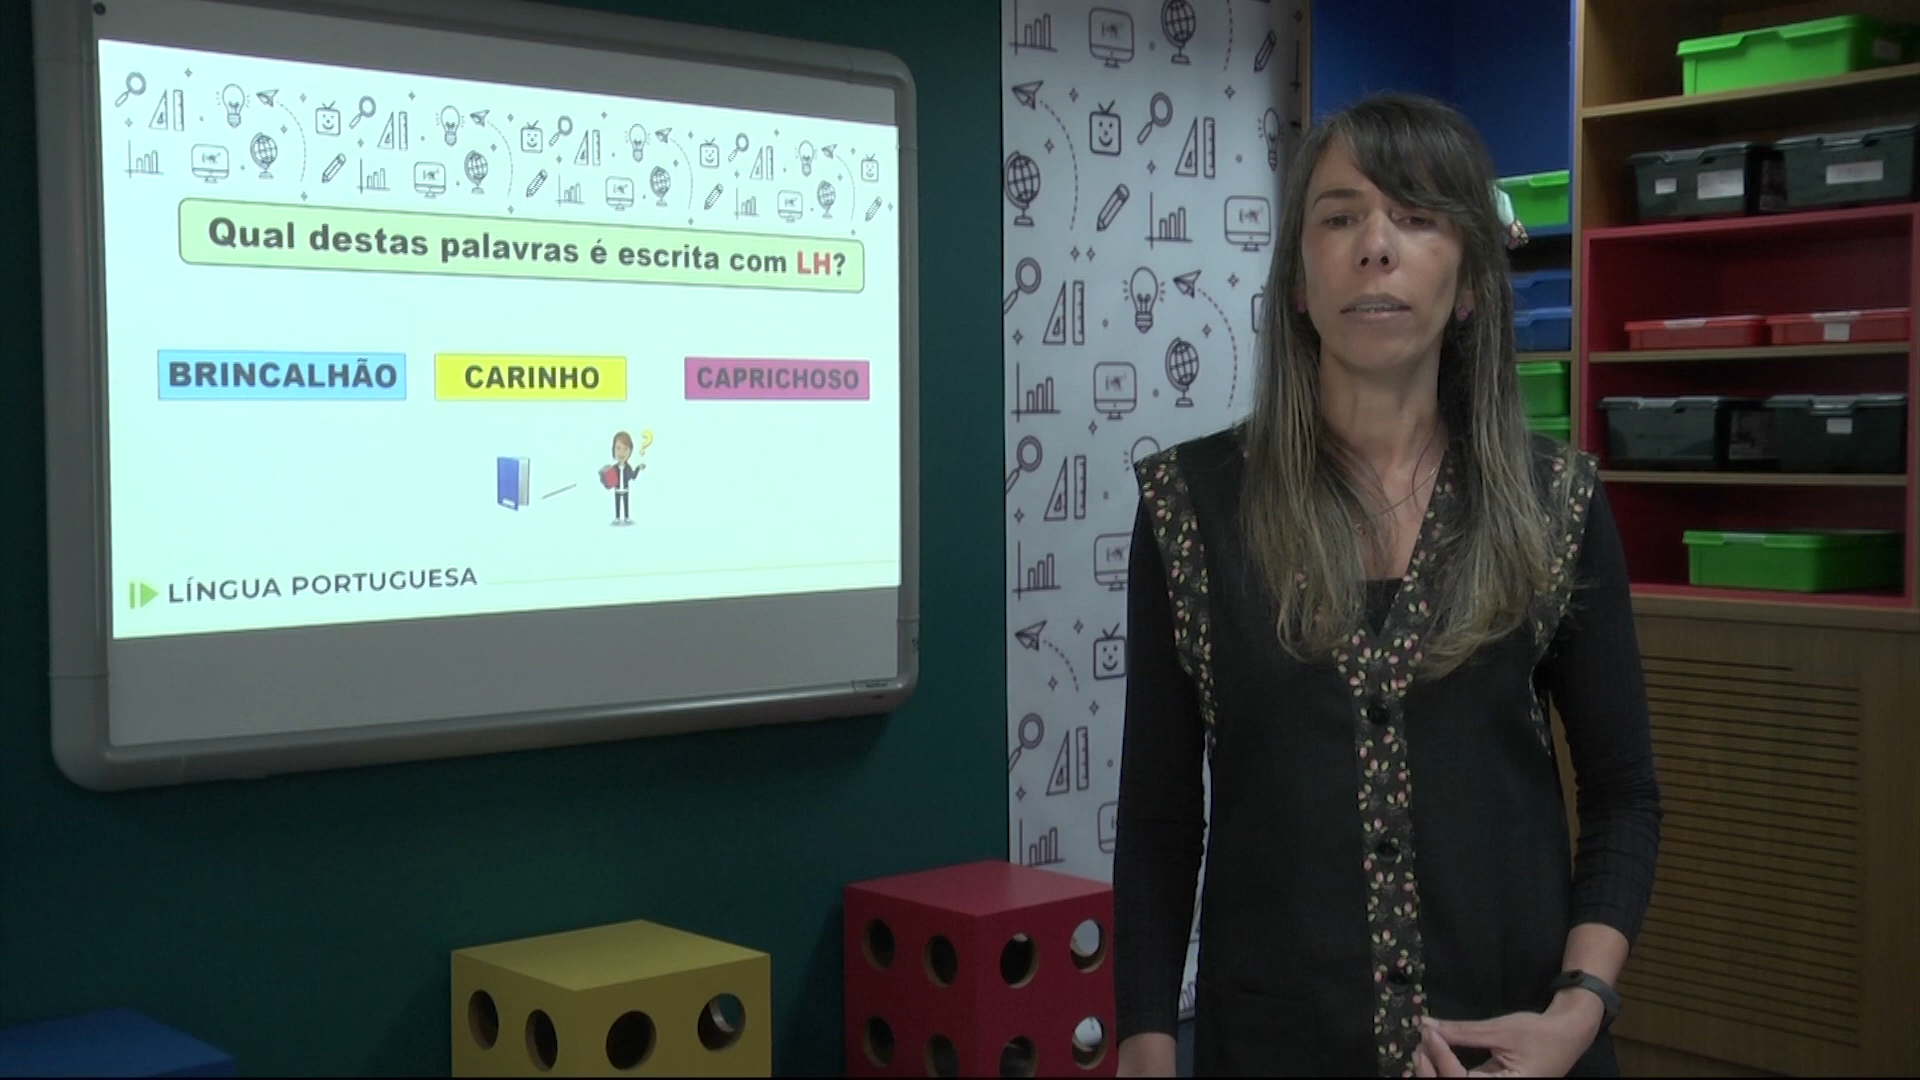 Qual destas palavras é escrita com LH?
BRINCALHÃO
CARINHO
CAPRICHOSO
LÍNGUA PORTUGUESA